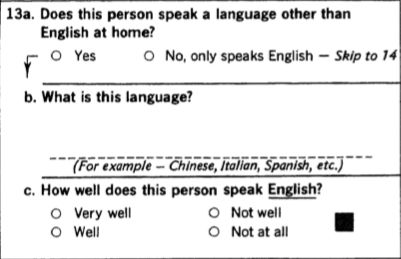 13a. Does this person speak a language other than
English at home?
Yes No, only speaks English — Skip to 14
b. What is this language?
(For example – Chinese, Italian, Spanish, etc.)
c. How well does this person speak English?
Very well Not well
Well Not at all